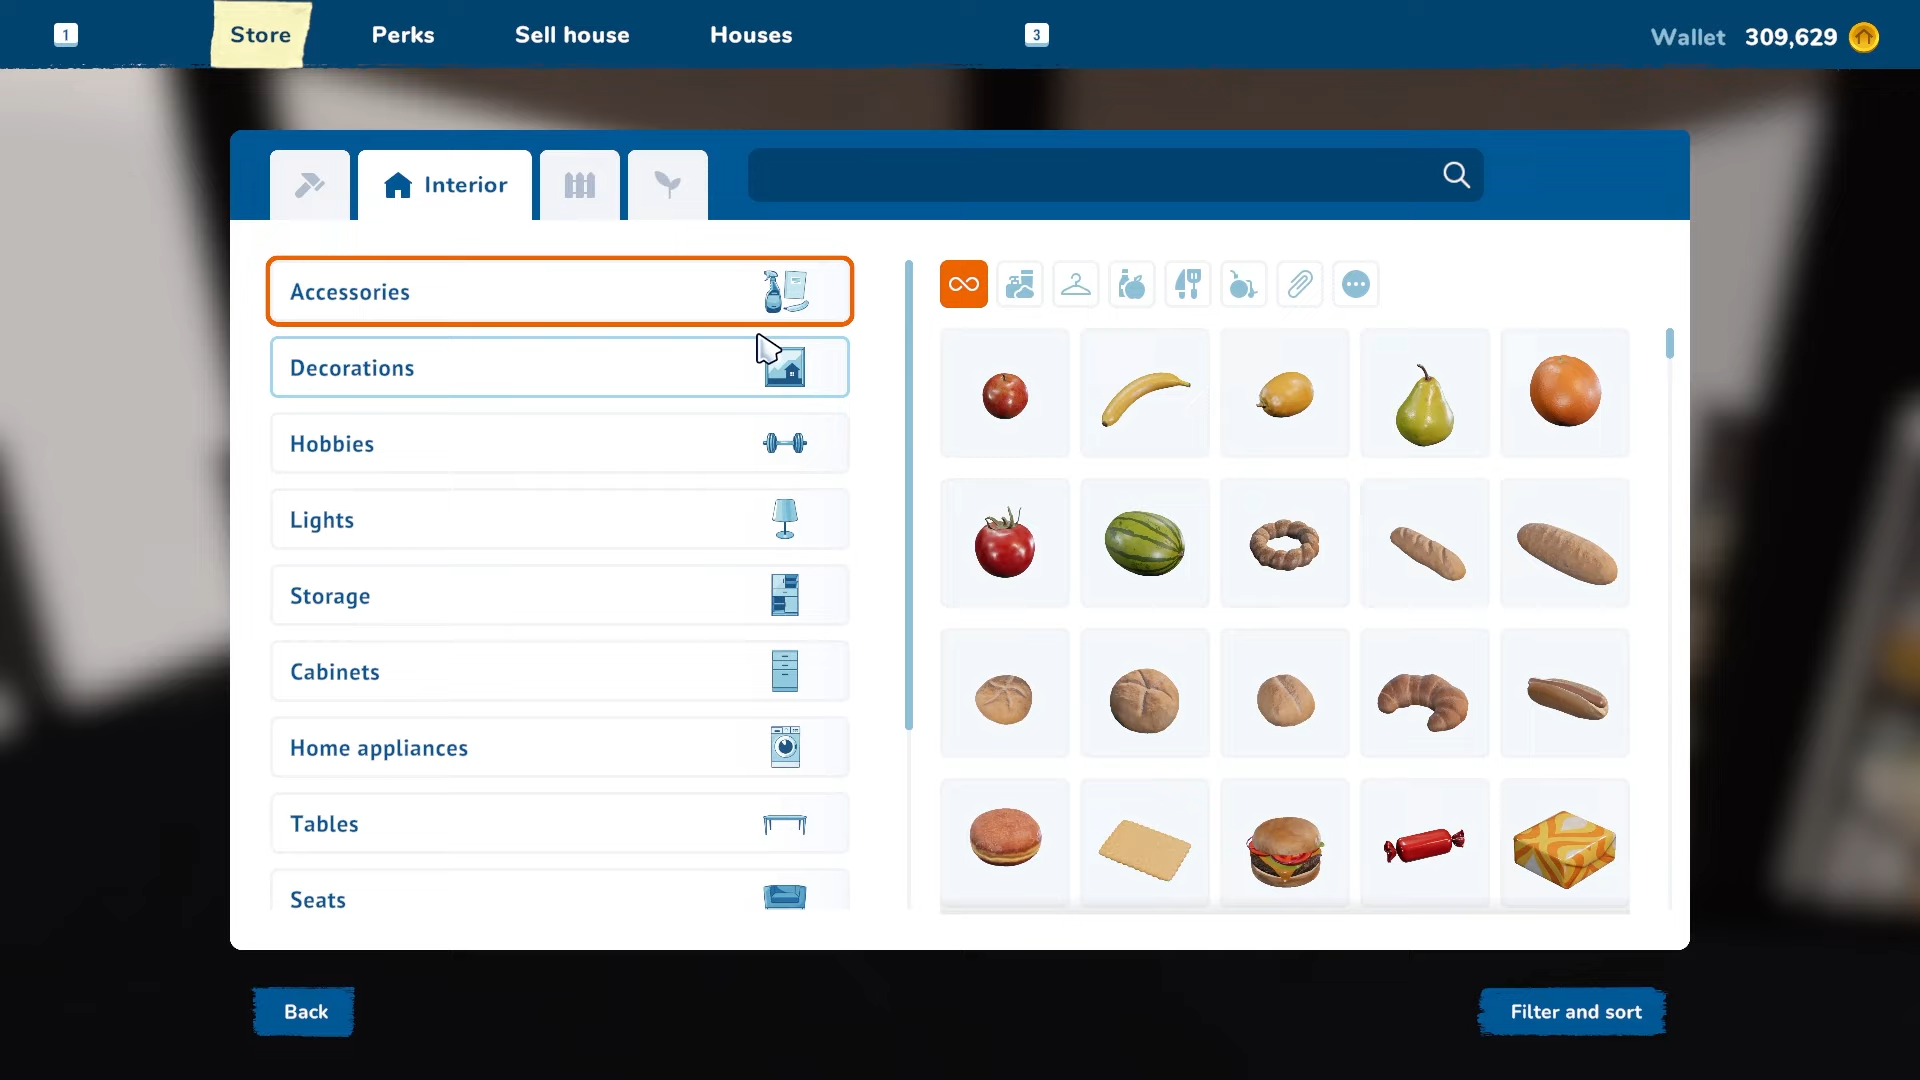 1
Store
Perks
Sell house
Houses
3
Wallet 309,629
Interior
Accessories
Decorations
Hobbies
Lights
Storage
Cabinets
Home appliances
Tables
Seats
Back
Filter and sort